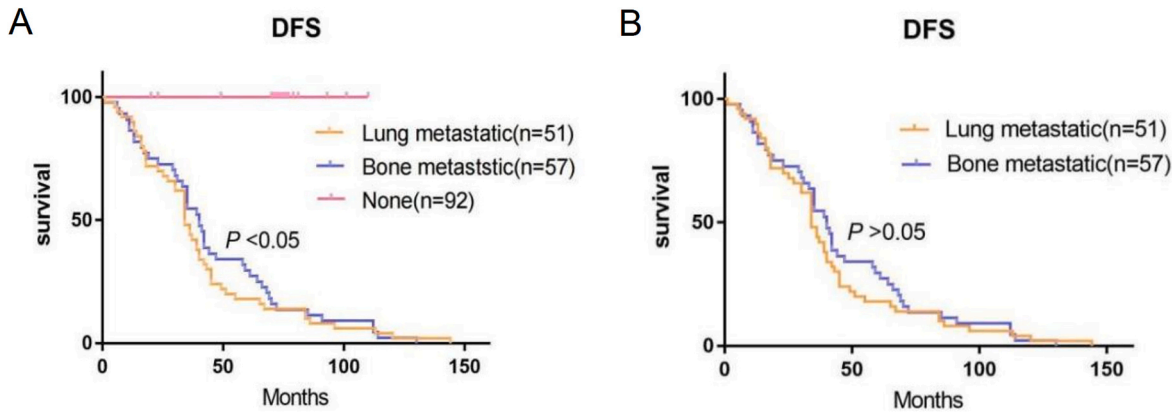 A
DFS
survival
100
50
0
0
50
100
150
Months
Lung metastatic(n=51)
Bone metaststic(n=57)
None(n=92)
P <0.05
B
DFS
survival
100
50
0
0
50
100
150
Months
Lung metastatic(n=51)
Bone metastatic(n=57)
P >0.05